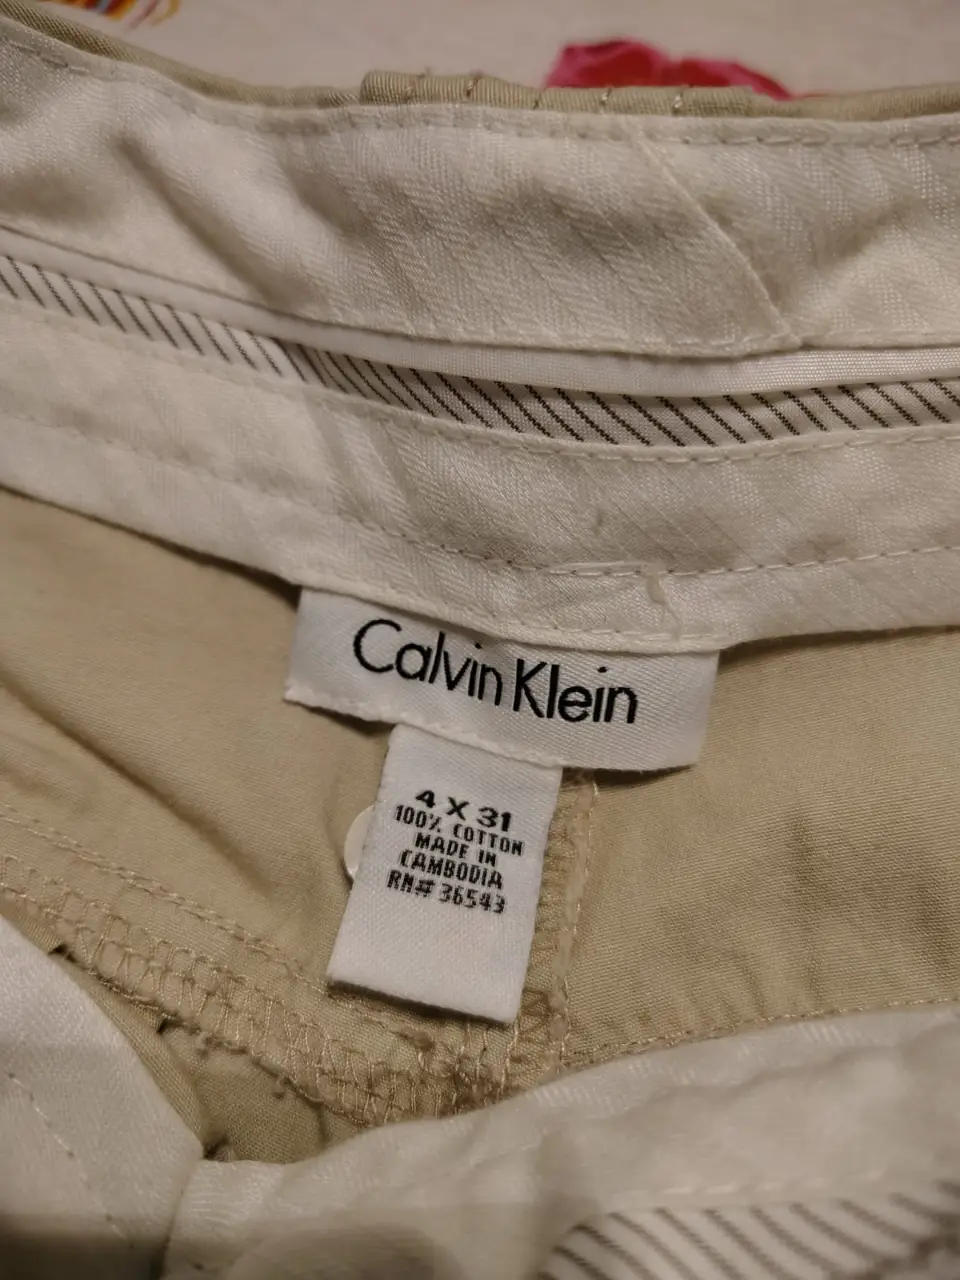 Calvin Klein
4 X 31
100% COTTON
MADE IN
CAMBODIA
RN# 36543